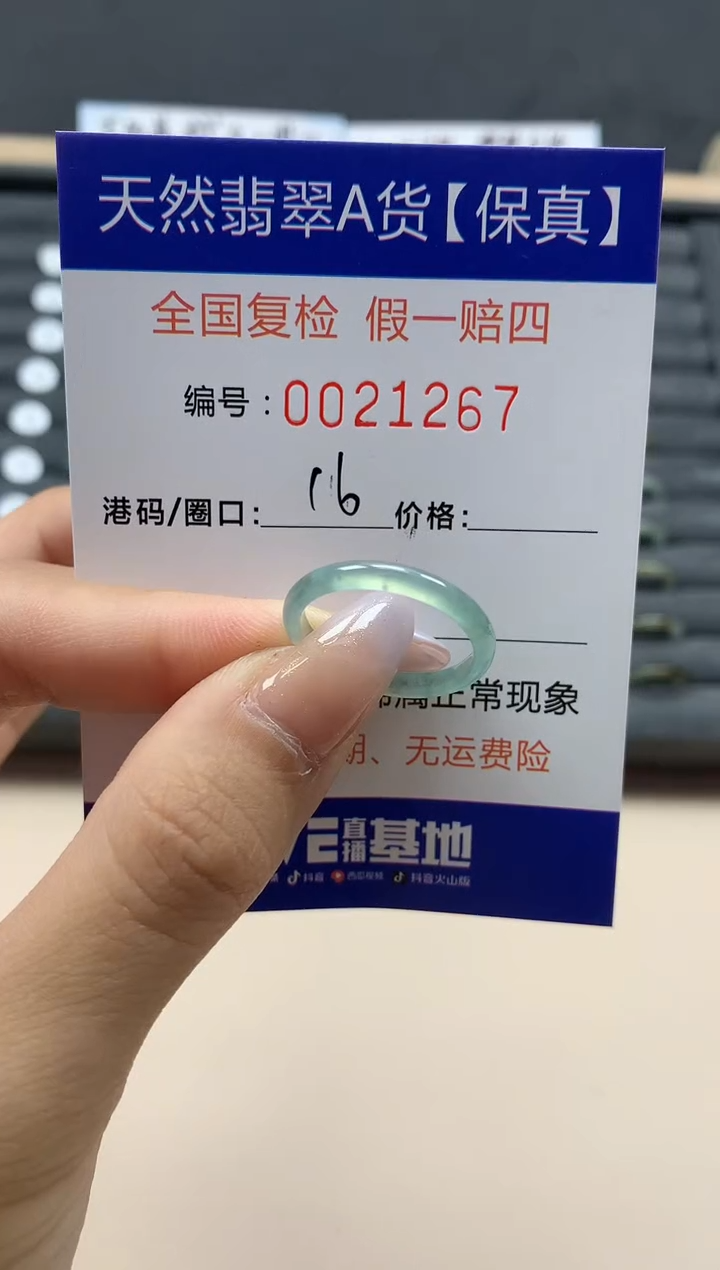 天然翡翠A货【保真】
全国复检 假一赔四
编号：0021267
港码/圈口： 16 价格：
属正常现象
、无运费险
E直播基地
抖音 西瓜视频 抖音火山版